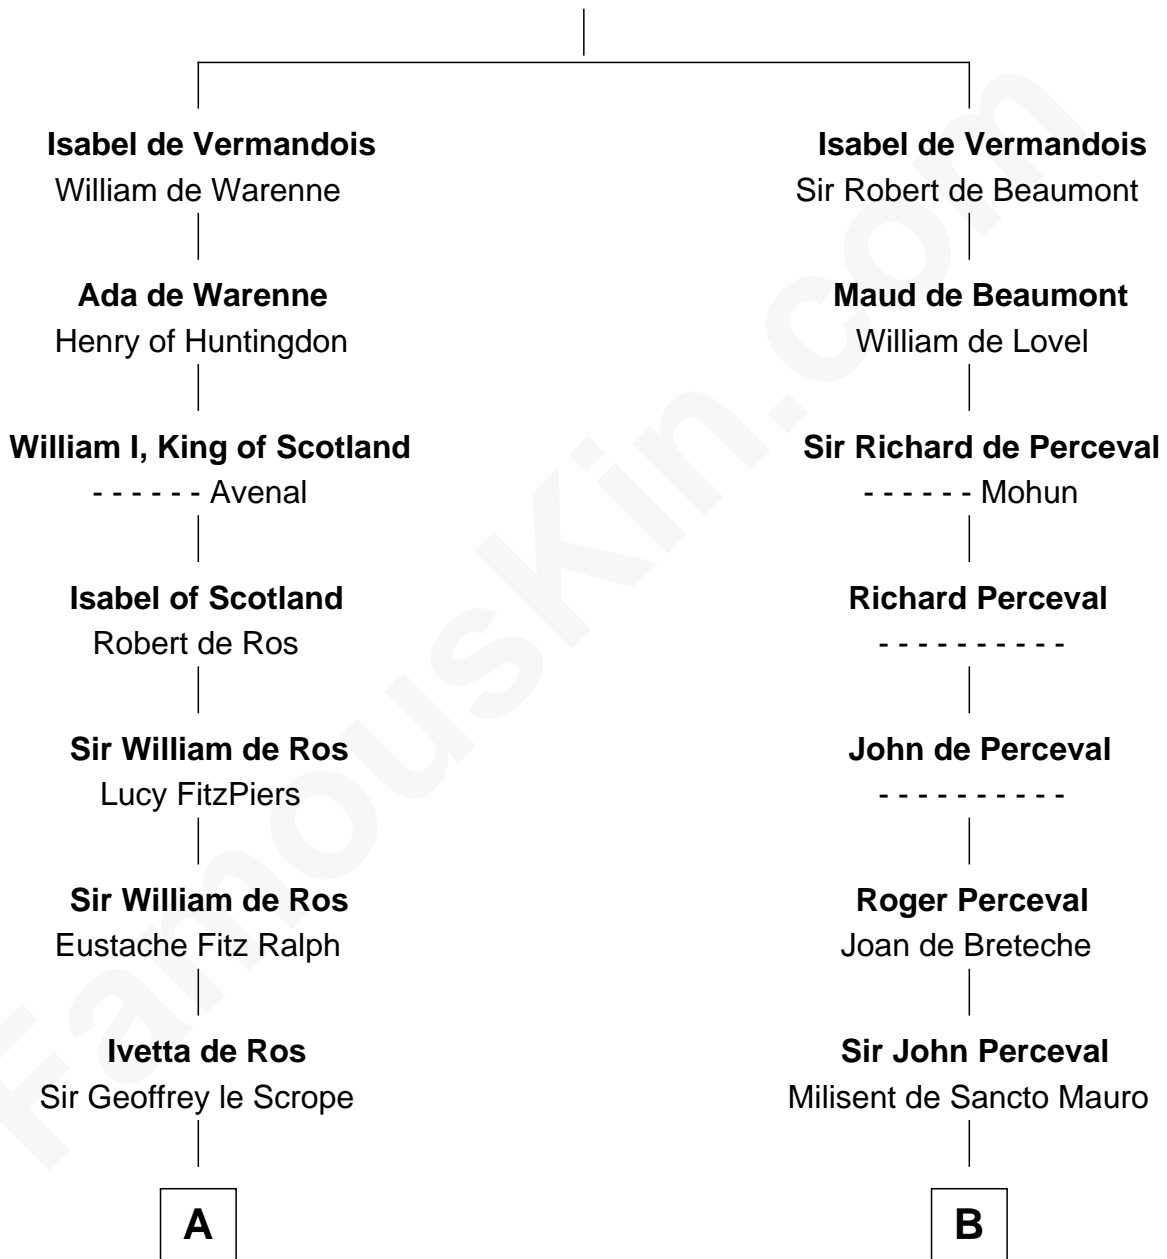 Isabel de Vermandois
William de Warenne
Ada de Warenne
Henry of Huntingdon
William I, King of Scotland
- - - - - - Avenal
Isabel of Scotland
Robert de Ros
Sir William de Ros
Lucy FitzPiers
Sir William de Ros
Eustache Fitz Ralph
Ivetta de Ros
Sir Geoffrey le Scrope
A
Isabel de Vermandois
Sir Robert de Beaumont
Maud de Beaumont
William de Lovel
Sir Richard de Perceval
- - - - - - Mohun
Richard Perceval
- - - - - - - - - -
John de Perceval
- - - - - - - - - -
Roger Perceval
Joan de Breteche
Sir John Perceval
Milisent de Sancto Mauro
B
FamousKin.com